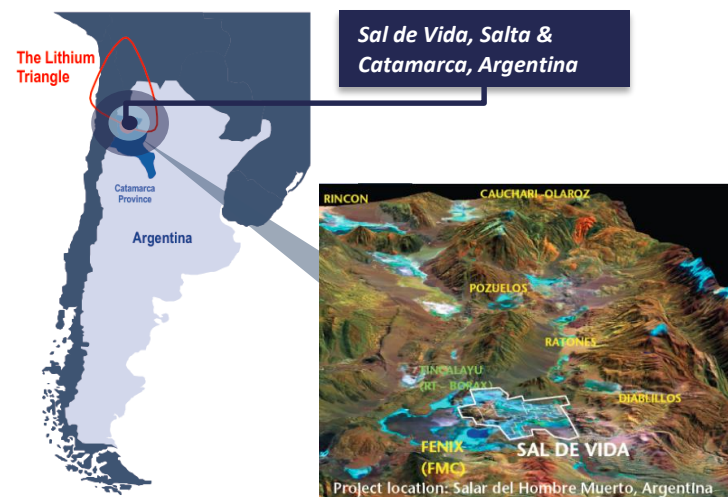 The Lithium
Triangle
Sal de Vida, Salta &
Catamarca, Argentina
Catamarca
Province
Argentina
RINCON
CAUCHARI-OLAROZ
POZUELOS
RATONES
TINCALAYU
(RT – BORAX)
DIABLILLOS
FENIX
(FMC)
SAL DE VIDA
Project location: Salar del Hombre Muerto, Argentina